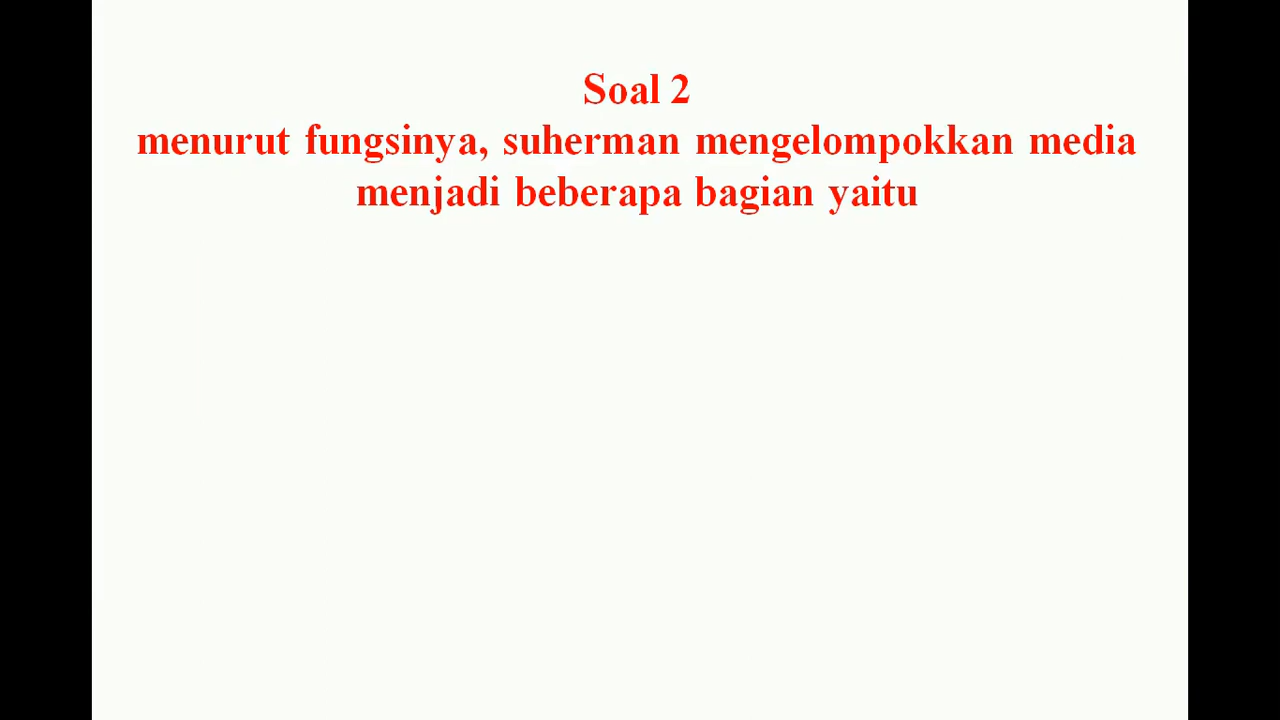 Soal 2
menurut fungsinya, suherman mengelompokkan media
menjadi beberapa bagian yaitu